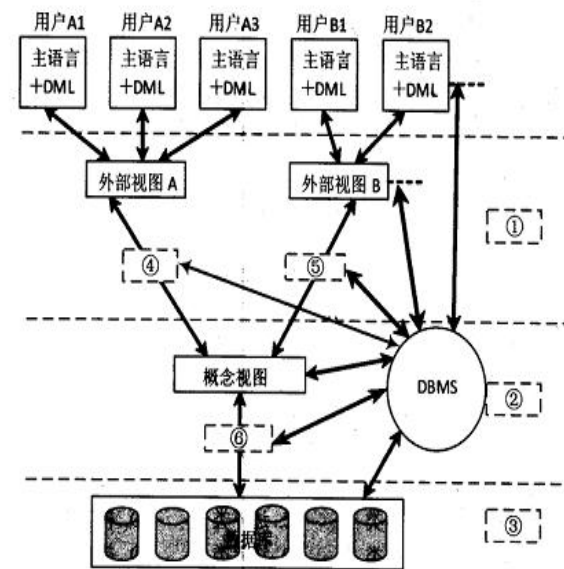 用户A1 用户A2 用户A3 用户B1 用户B2
主语言 主语言 主语言 主语言 主语言
+DML +DML +DML +DML +DML
外部视图 A 外部视图 B
①
④ ⑤
概念视图
DBMS
②
⑥
③